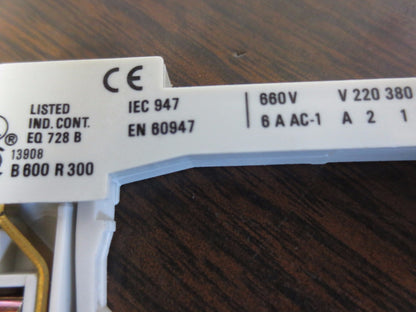 CE
LISTED
IND. CONT.
EQ 728 B
®
13908
B 600 R 300
IEC 947
EN 60947
660 V
6 A AC-1
V 220 380
A 2 1